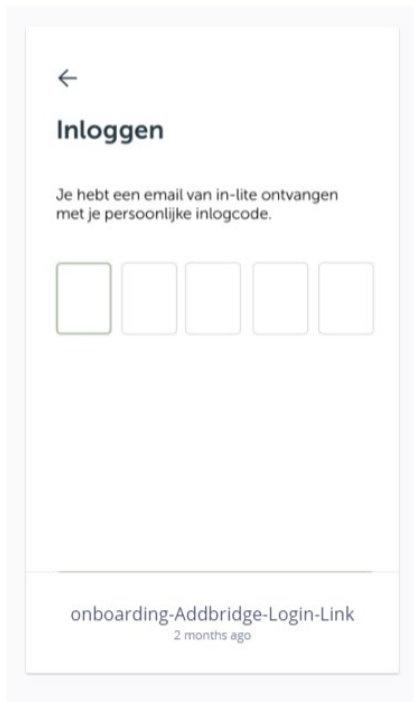 Inloggen
Je hebt een email van in-lite ontvangen
met je persoonlijke inlogcode.
onboarding-Addbridge-Login-Link
2 months ago